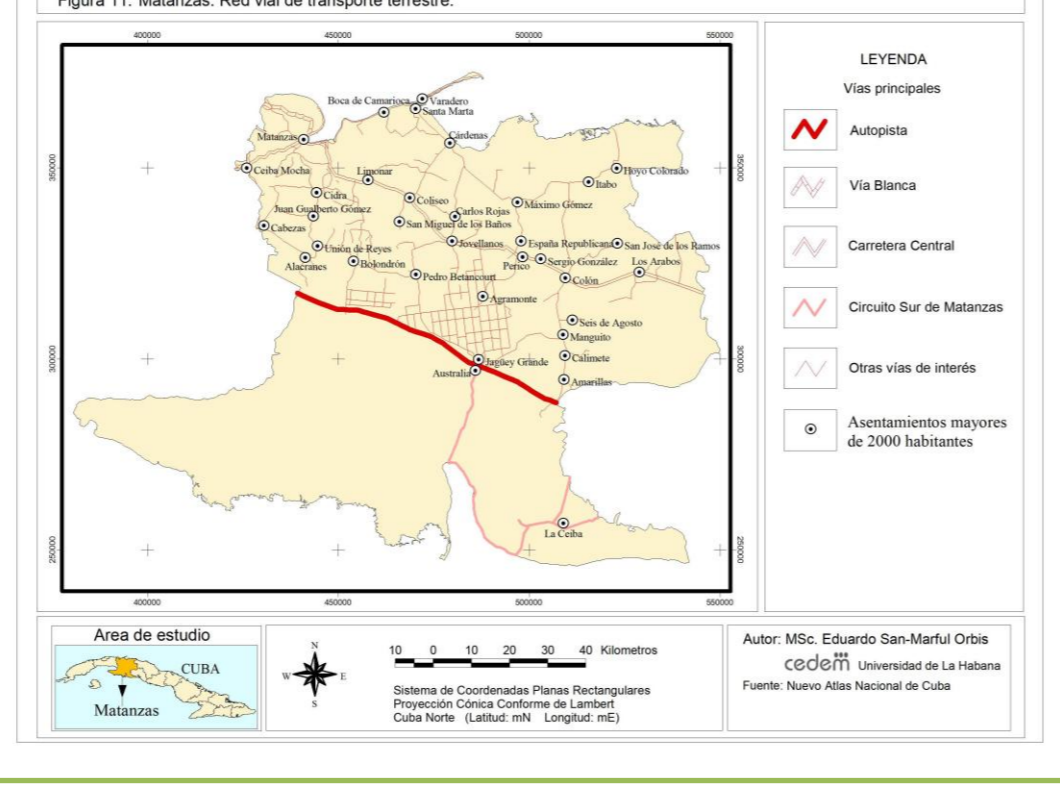 Figura 11. Matanzas. Red vial de transporte terrestre.
400000 450000 500000 550000
350000 350000
300000 300000
250000 250000
Boca de Camarioca
Varadero
Santa Marta
Matanzas
Cárdenas
Ceiba Mocha
Limonar
Hoyo Colorado
Itabo
Cidra
Coliseo
Máximo Gómez
Juan Gualberto Gómez
Carlos Rojas
Cabezas
San Miguel de los Baños
Unión de Reyes
Jovellanos
España Republicana
San José de los Ramos
Alacranes
Bolondrón
Perico
Sergio González
Los Arabos
Pedro Betancourt
Colón
Agramonte
Seis de Agosto
Manguito
Jagüey Grande
Calimete
Australia
Amarillas
La Ceiba
400000 450000 500000 550000
LEYENDA
Vías principales
Autopista
Vía Blanca
Carretera Central
Circuito Sur de Matanzas
Otras vías de interés
Asentamientos mayores
de 2000 habitantes
Area de estudio
CUBA
Matanzas
N
W E
S
10 0 10 20 30 40 Kilometros
Sistema de Coordenadas Planas Rectangulares
Proyección Cónica Conforme de Lambert
Cuba Norte (Latitud: mN Longitud: mE)
Autor: MSc. Eduardo San-Marful Orbis
cedem Universidad de La Habana
Fuente: Nuevo Atlas Nacional de Cuba